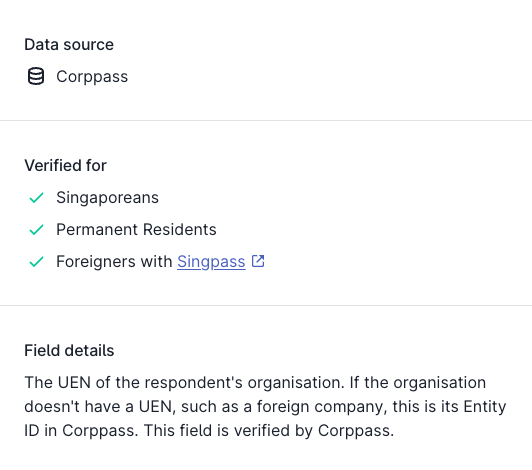 Data source
Corppass
Verified for
Singaporeans
Permanent Residents
Foreigners with Singpass
Field details
The UEN of the respondent's organisation. If the organisation
doesn't have a UEN, such as a foreign company, this is its Entity
ID in Corppass. This field is verified by Corppass.